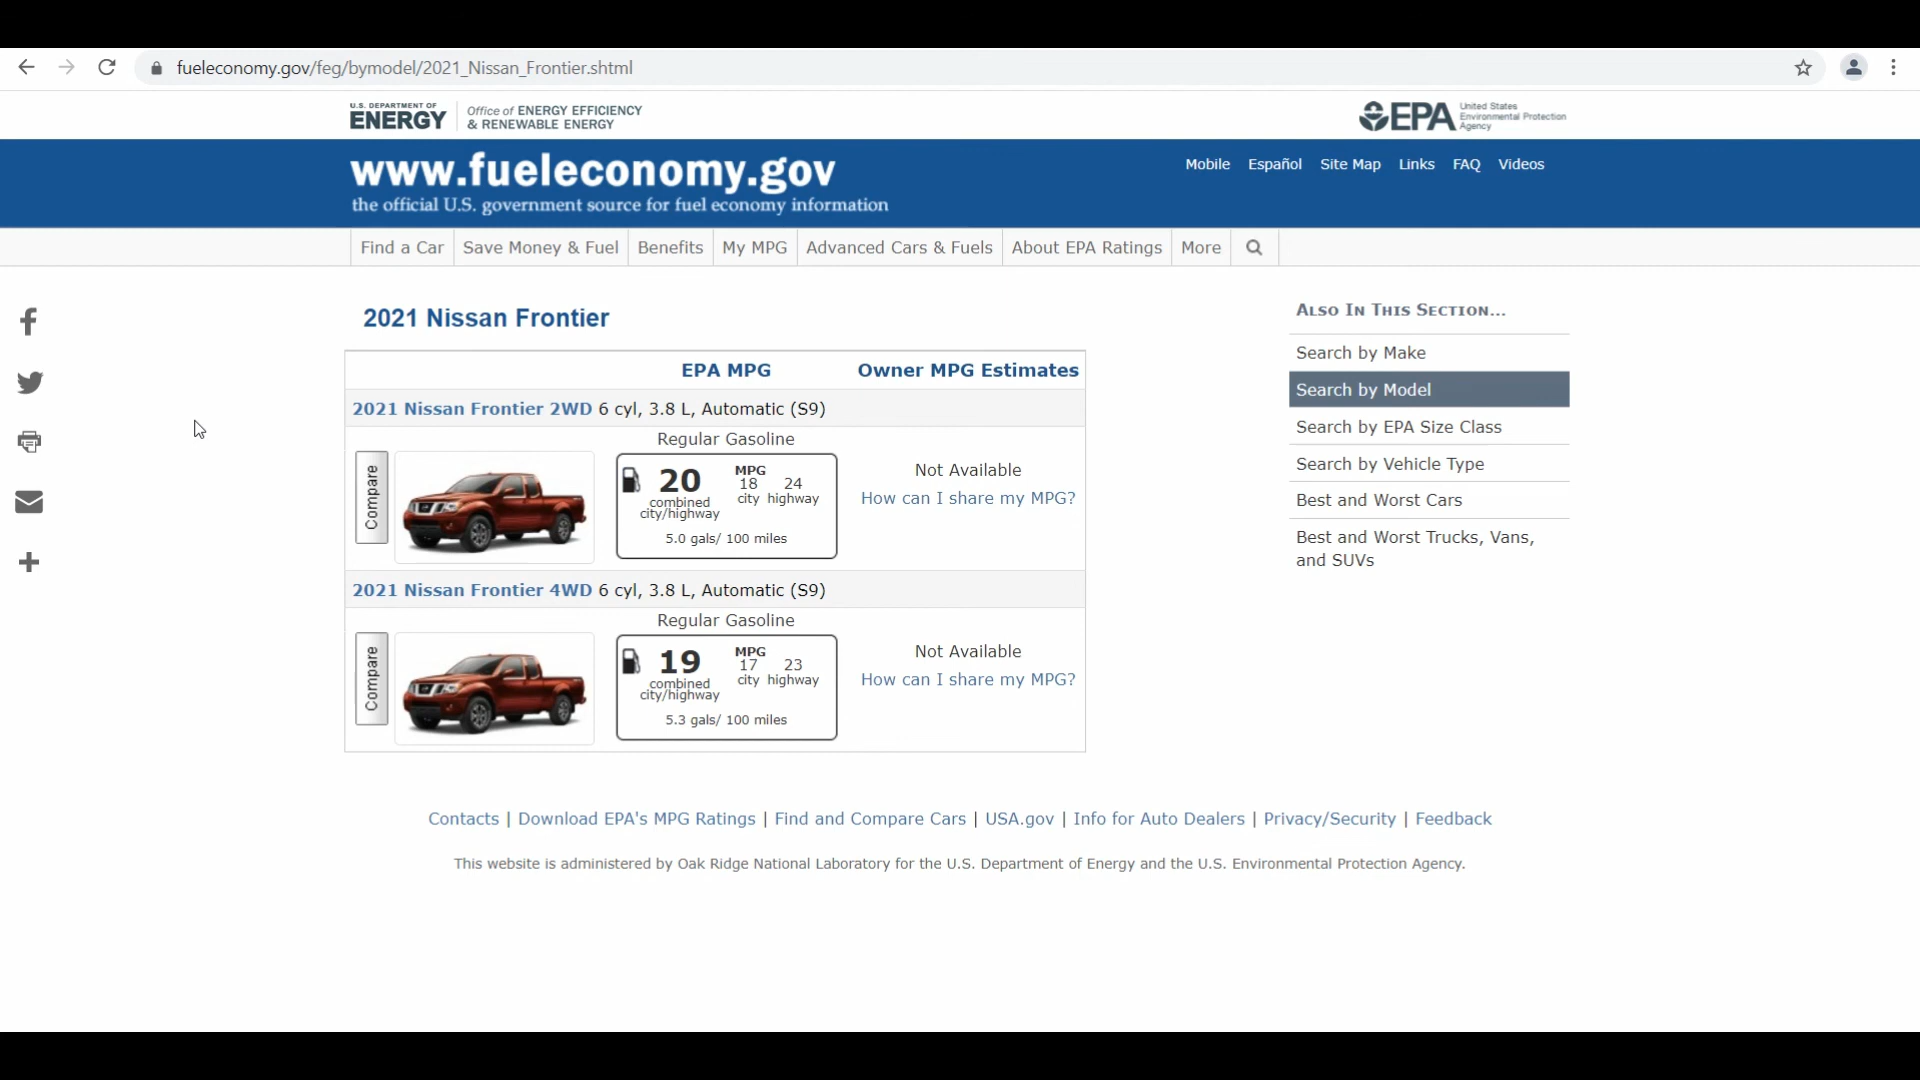 fueleconomy.gov/feg/bymodel/2021_Nissan_Frontier.shtml
U.S. DEPARTMENT OF
ENERGY
Office of ENERGY EFFICIENCY
& RENEWABLE ENERGY
EPA
United States
Environmental Protection
Agency
www.fueleconomy.gov
the official U.S. government source for fuel economy information
Mobile Español Site Map Links FAQ Videos
Find a Car Save Money & Fuel Benefits My MPG Advanced Cars & Fuels About EPA Ratings More
2021 Nissan Frontier
EPA MPG Owner MPG Estimates
2021 Nissan Frontier 2WD 6 cyl, 3.8 L, Automatic (S9)
Compare
Regular Gasoline
20
combined
city/highway
MPG
18 24
city highway
5.0 gals/ 100 miles
Not Available
How can I share my MPG?
2021 Nissan Frontier 4WD 6 cyl, 3.8 L, Automatic (S9)
Compare
Regular Gasoline
19
combined
city/highway
MPG
17 23
city highway
5.3 gals/ 100 miles
Not Available
How can I share my MPG?
ALSO IN THIS SECTION...
Search by Make
Search by Model
Search by EPA Size Class
Search by Vehicle Type
Best and Worst Cars
Best and Worst Trucks, Vans,
and SUVs
Contacts | Download EPA's MPG Ratings | Find and Compare Cars | USA.gov | Info for Auto Dealers | Privacy/Security | Feedback
This website is administered by Oak Ridge National Laboratory for the U.S. Department of Energy and the U.S. Environmental Protection Agency.